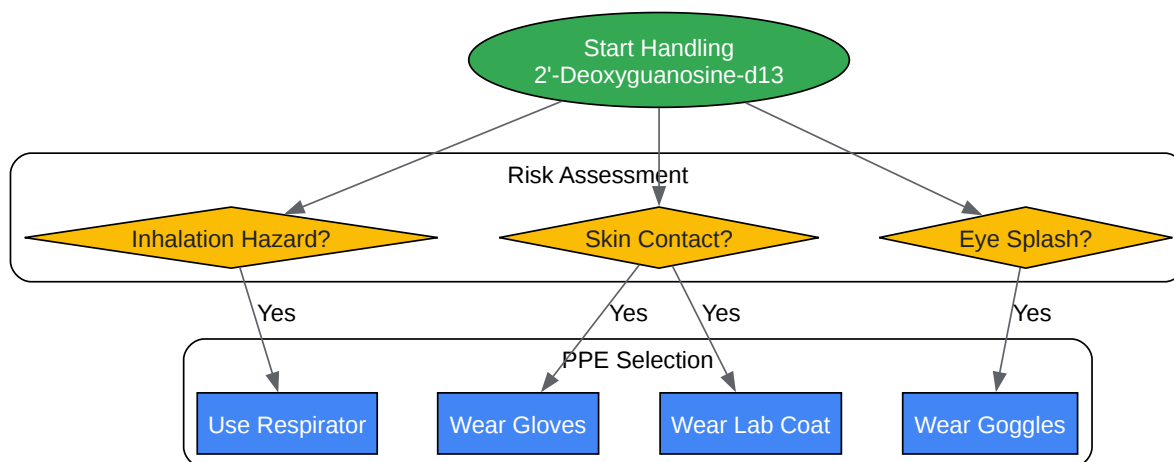 Start Handling
2'-Deoxyguanosine-d13
Risk Assessment
Inhalation Hazard?
Skin Contact?
Eye Splash?
Yes
Yes
Yes
Yes
PPE Selection
Use Respirator
Wear Gloves
Wear Lab Coat
Wear Goggles